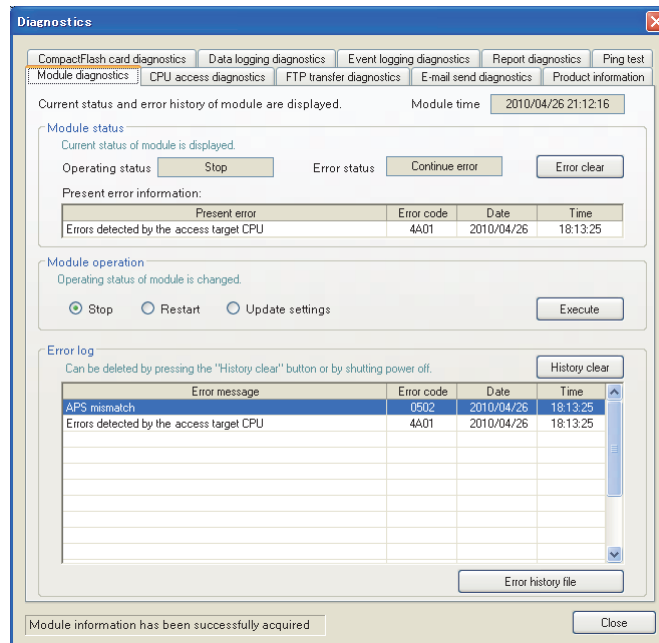 Diagnostics
CompactFlash card diagnostics Data logging diagnostics Event logging diagnostics Report diagnostics Ping test
Module diagnostics CPU access diagnostics FTP transfer diagnostics E-mail send diagnostics Product information
Current status and error history of module are displayed. Module time 2010/04/26 21:12:16
Module status
Current status of module is displayed.
Operating status Stop Error status Continue error Error clear
Present error information:
Present error Error code Date Time
Errors detected by the access target CPU 4A01 2010/04/26 18:13:25
Module operation
Operating status of module is changed.
Stop Restart Update settings Execute
Error log
Can be deleted by pressing the "History clear" button or by shutting power off. History clear
Error message Error code Date Time
APS mismatch 0502 2010/04/26 18:13:25
Errors detected by the access target CPU 4A01 2010/04/26 18:13:25
Error history file
Module information has been successfully acquired Close